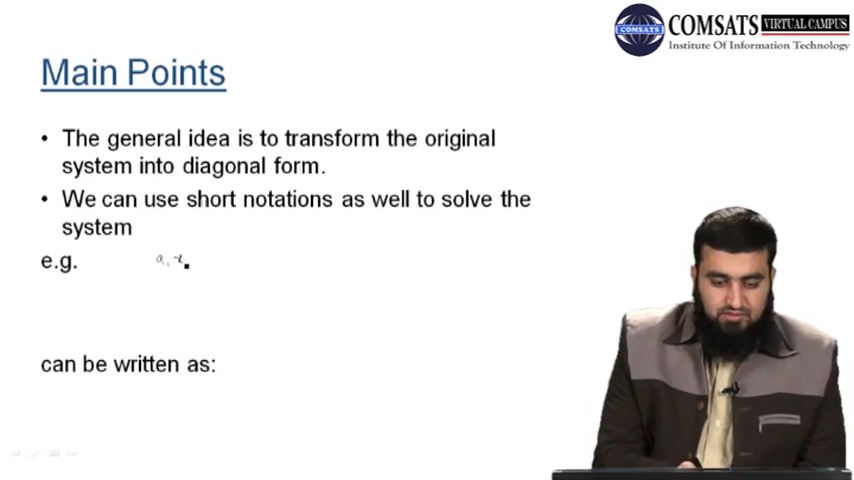 COMSATS VIRTUAL CAMPUS
COMSATS
Institute Of Information Technology
Main Points
• The general idea is to transform the original
system into diagonal form.
• We can use short notations as well to solve the
system
e.g.
can be written as: